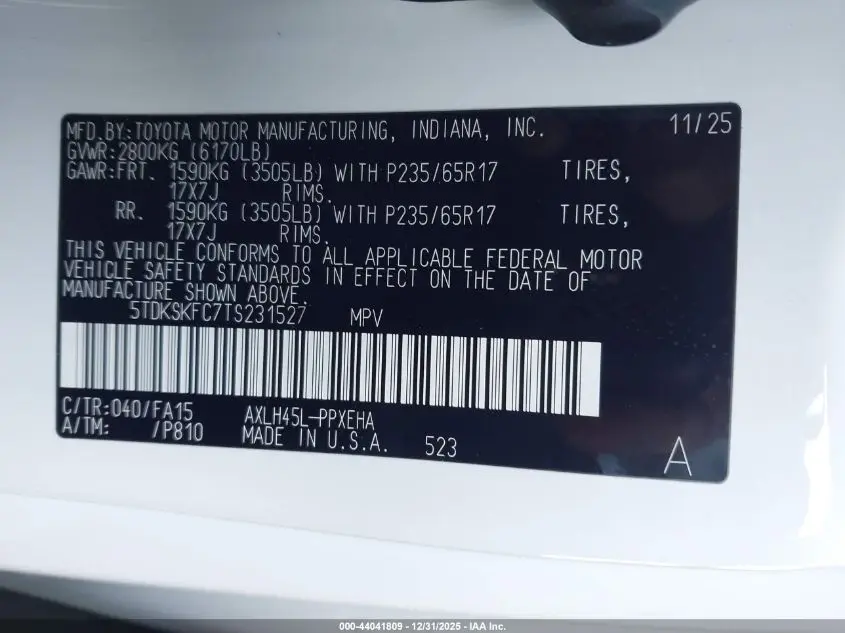 MFD.BY:TOYOTA MOTOR MANUFACTURING, INDIANA, INC. 11/25
GVWR:2800KG (6170LB)
GAWR:FRT. 1590KG (3505LB) WITH P235/65R17 TIRES,
17X7J RIMS.
RR. 1590KG (3505LB) WITH P235/65R17 TIRES,
17X7J RIMS.
THIS VEHICLE CONFORMS TO ALL APPLICABLE FEDERAL MOTOR
VEHICLE SAFETY STANDARDS IN EFFECT ON THE DATE OF
MANUFACTURE SHOWN ABOVE.
5TDKSKFC7TS231527 MPV
C/TR:040/FA15 AXLH45L-PPXEHA
A/TM: /P810 MADE IN U.S.A. 523
A
000-44041809 - 12/31/2025 - IAA Inc.